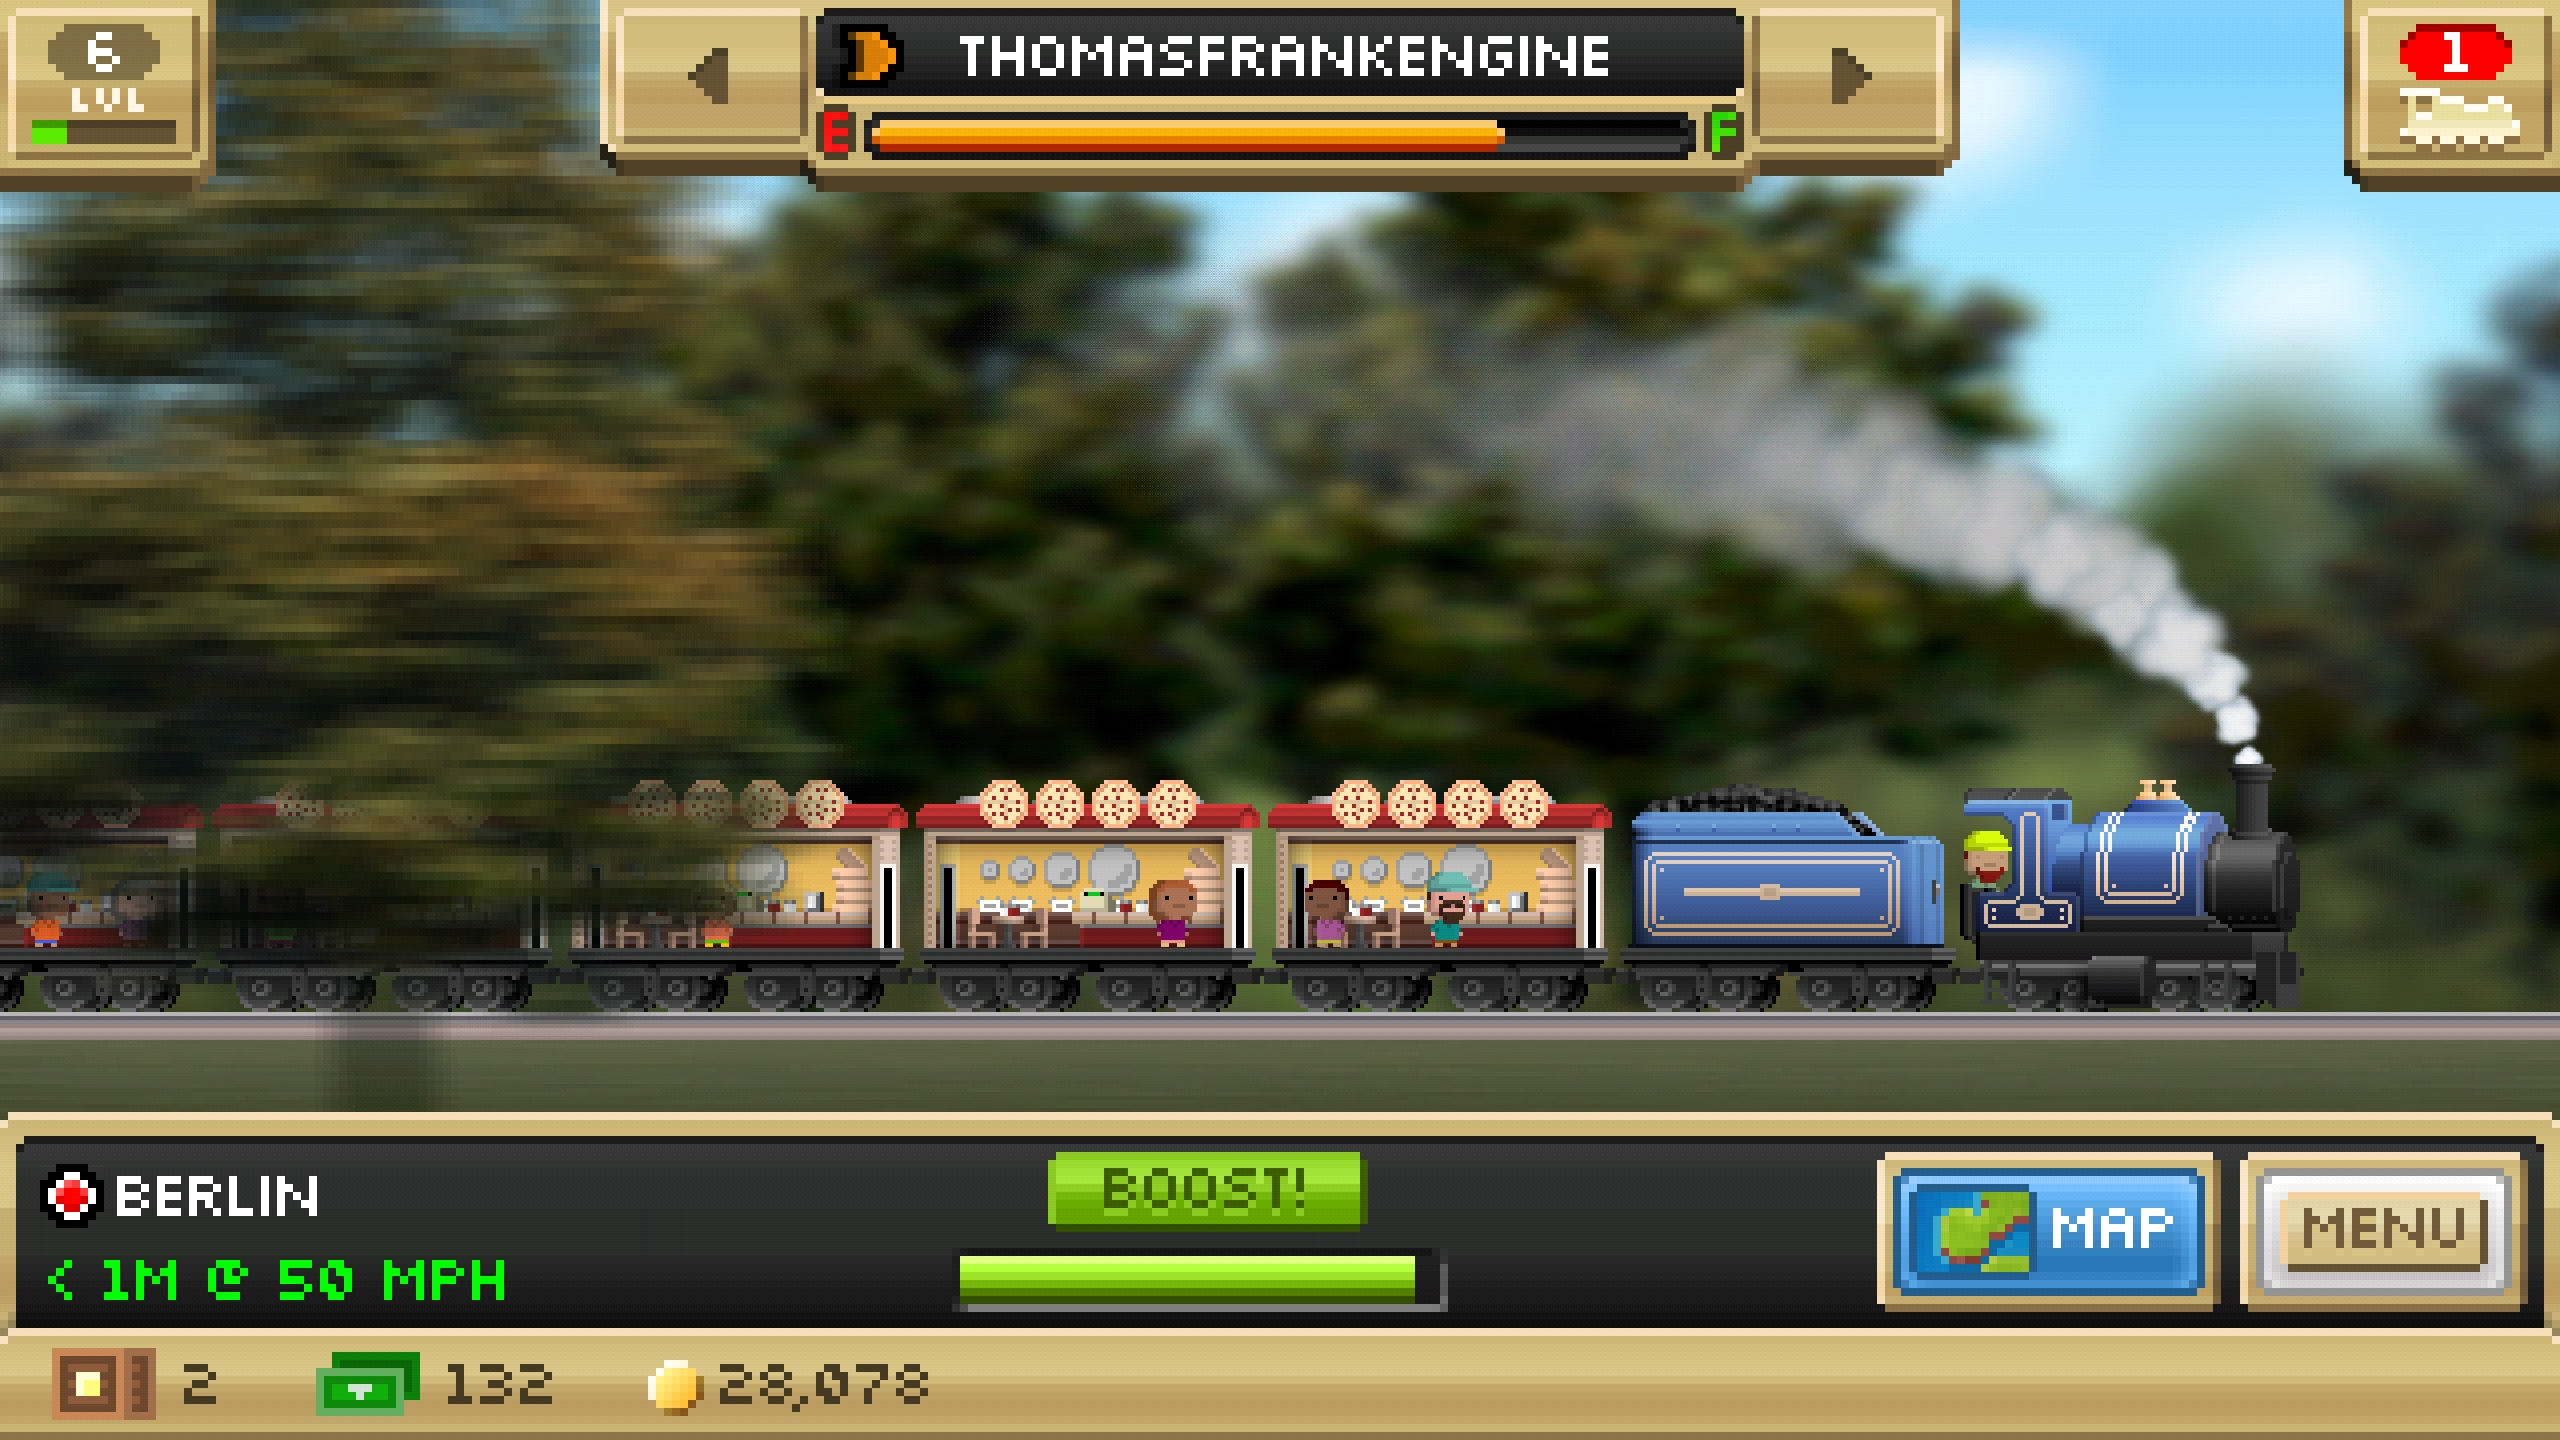 6
LVL
THOMASFRANKENGINE
E F
1
BERLIN
< 1M @ 50 MPH
BOOST!
MAP
MENU
2 132 28,078